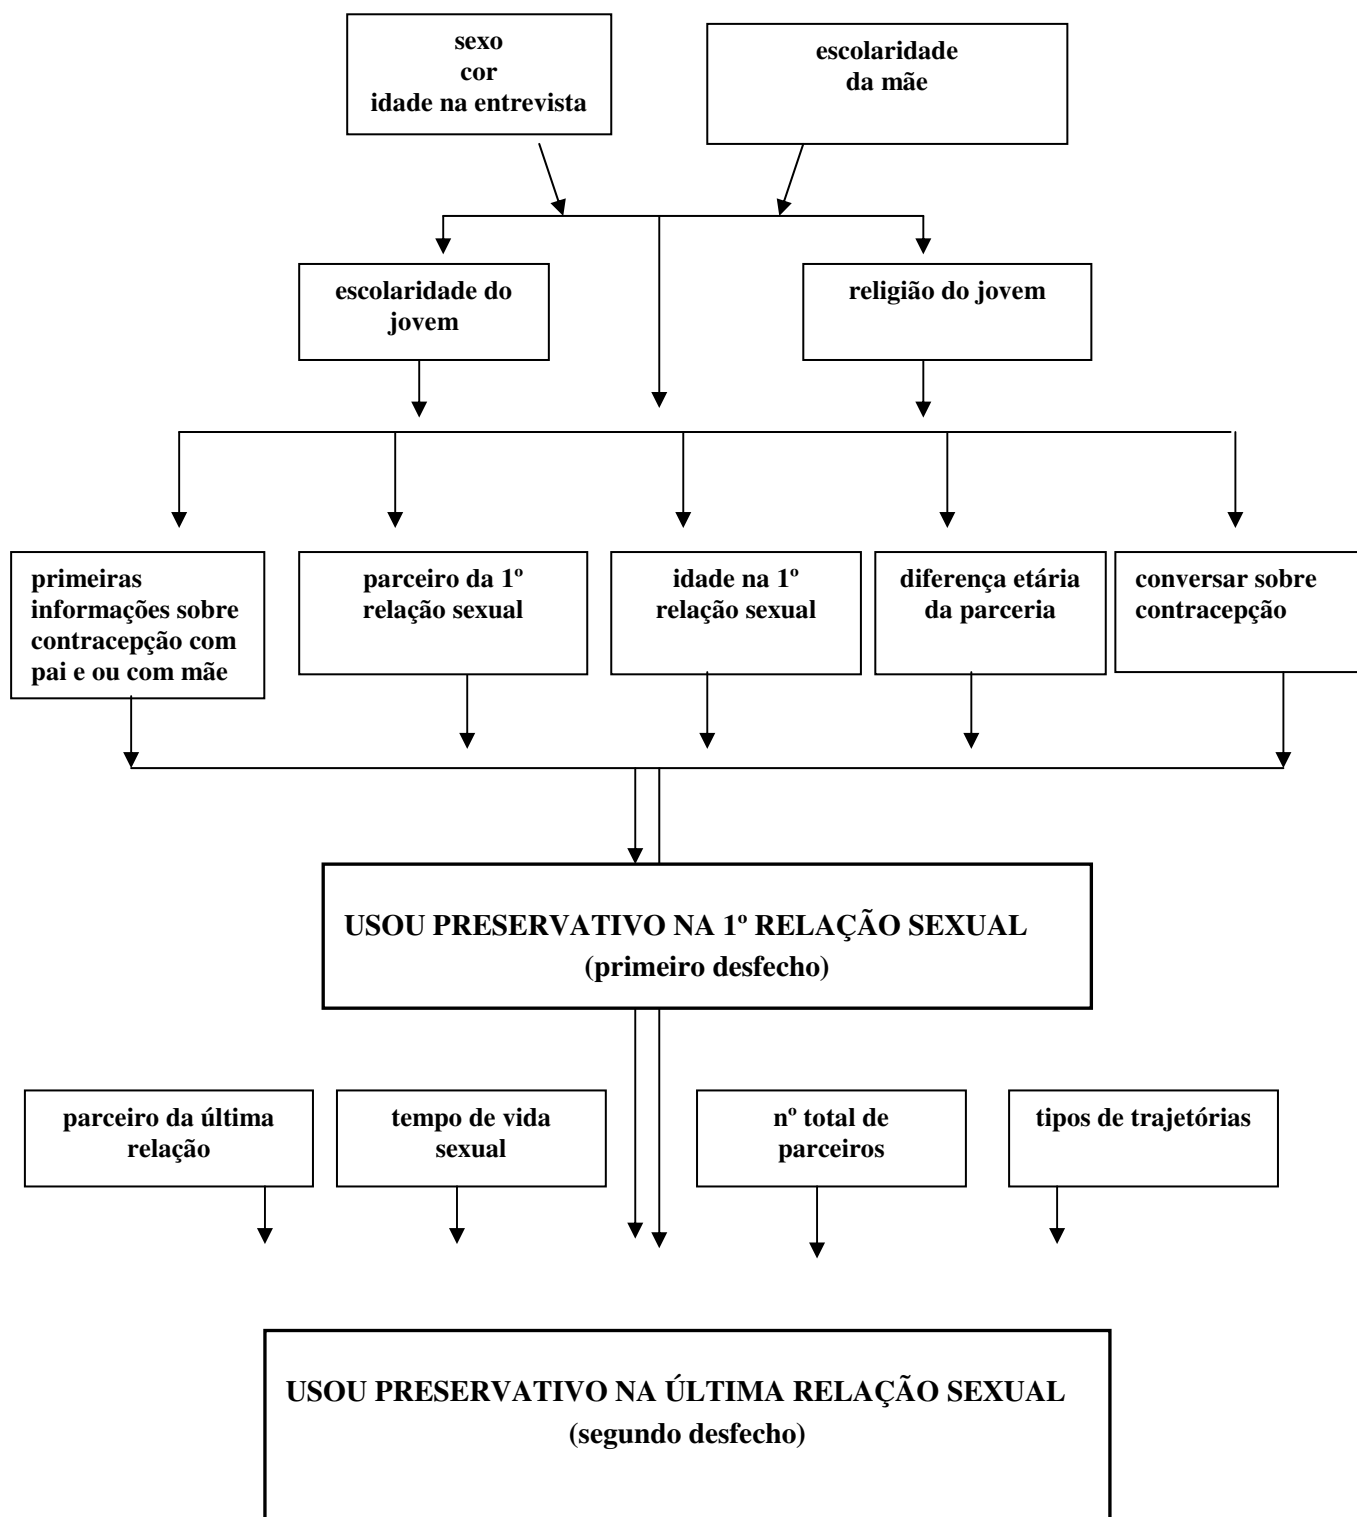 sexo
cor
idade na entrevista
escolaridade
da mãe
escolaridade do
jovem
religião do jovem
primeiras
informações sobre
contracepção com
pai e ou com mãe
parceiro da 1º
relação sexual
idade na 1º
relação sexual
diferença etária
da parceria
conversar sobre
contracepção
USOU PRESERVATIVO NA 1º RELAÇÃO SEXUAL
(primeiro desfecho)
parceiro da última
relação
tempo de vida
sexual
nº total de
parceiros
tipos de trajetórias
USOU PRESERVATIVO NA ÚLTIMA RELAÇÃO SEXUAL
(segundo desfecho)